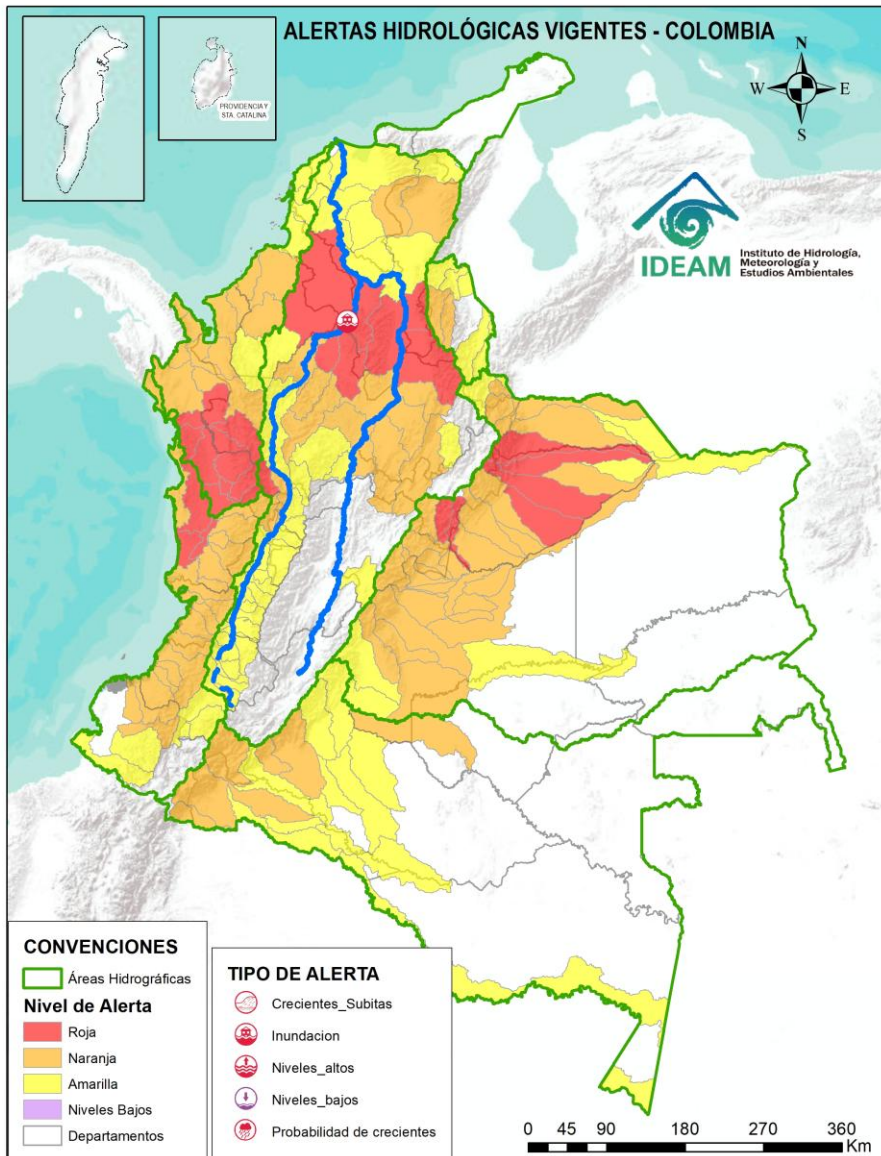 ALERTAS HIDROLÓGICAS VIGENTES - COLOMBIA
PROVIDENCIA Y
STA. CATALINA
N
W
E
S
IDEAM
Instituto de Hidrología,
Meteorología y
Estudios Ambientales
CONVENCIONES
Áreas Hidrográficas
Nivel de Alerta
Roja
Naranja
Amarilla
Niveles Bajos
Departamentos
TIPO DE ALERTA
Crecientes_Subitas
Inundacion
Niveles_altos
Niveles_bajos
Probabilidad de crecientes
0 45 90 180 270 360
Km